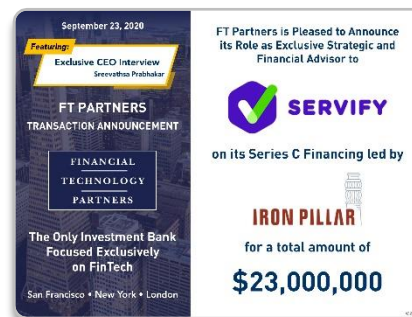 September 23, 2020
Featuring:
Exclusive CEO Interview
Sreevathsa Prabhakar
FT PARTNERS
TRANSACTION ANNOUNCEMENT
FINANCIAL
TECHNOLOGY
PARTNERS
The Only Investment Bank
Focused Exclusively
on FinTech
San Francisco • New York • London
FT Partners is Pleased to Announce
its Role as Exclusive Strategic and
Financial Advisor to
SERVIFY
on its Series C Financing led by
IRON PILLAR
for a total amount of
$23,000,000